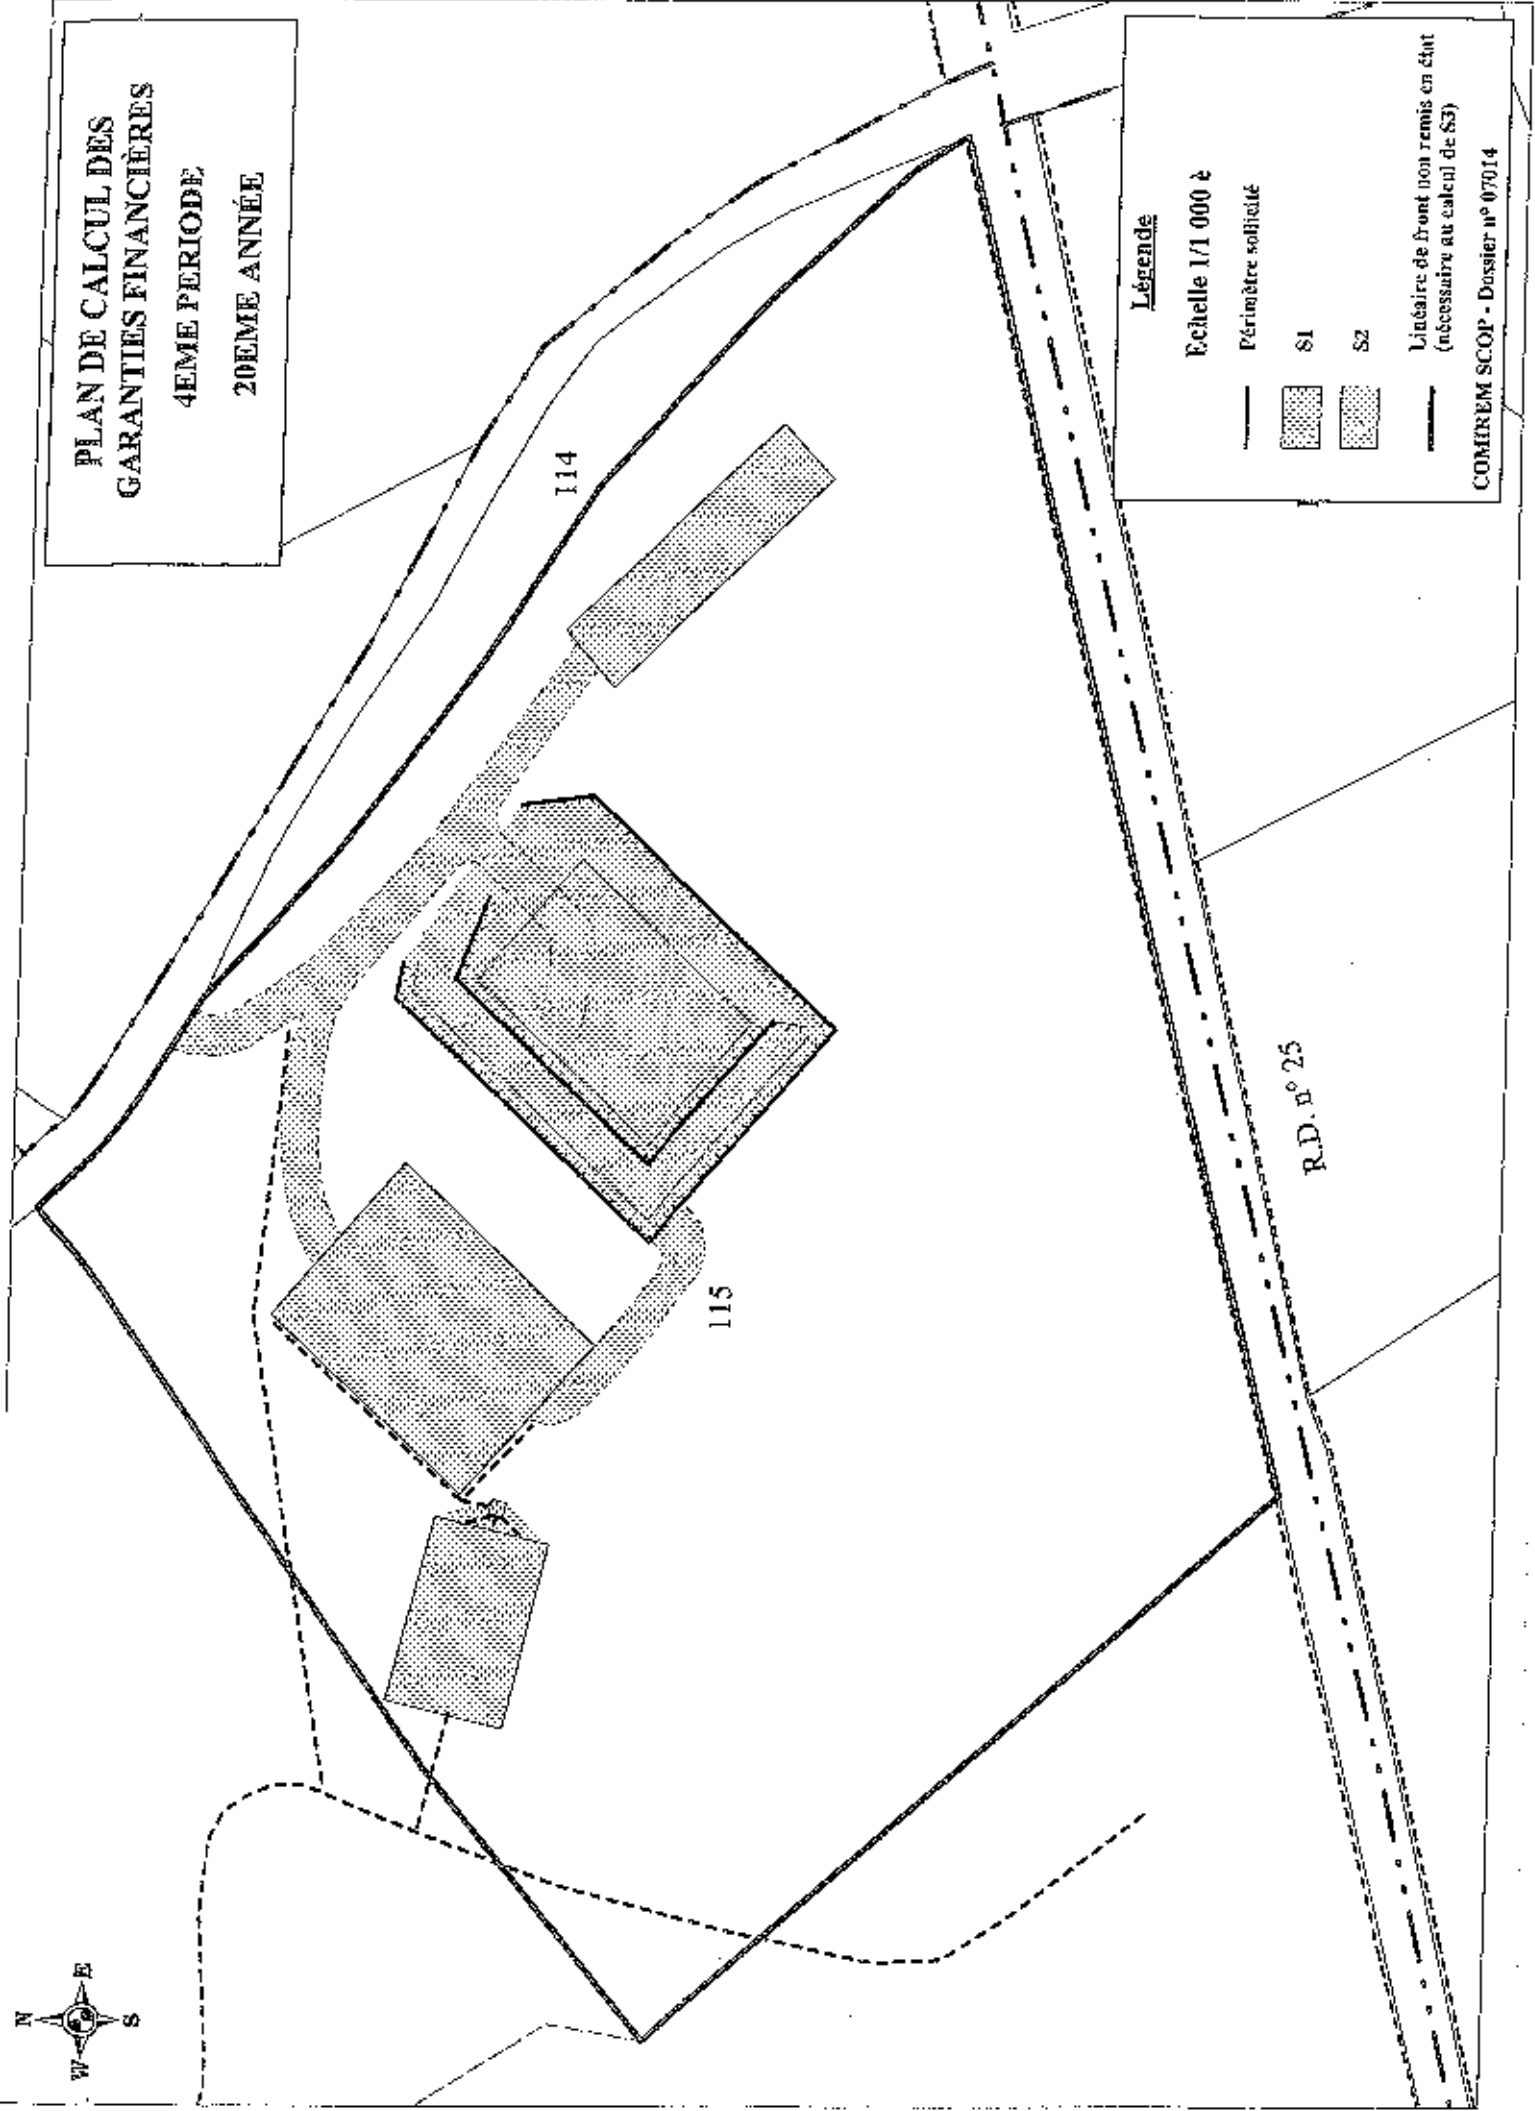 PLAN DE CALCUL DES
GARANTIES FINANCIÈRES
4EME PERIODE
20EME ANNÉE
N
W
E
S
114
115
R.D. n° 25
Légende
Echelle 1/1 000 è
Périmètre sollicité
S1
S2
Linéaire de front non remis en état
(nécessaire au calcul de S3)
COMIREM SCOP - Dossier n° 07014